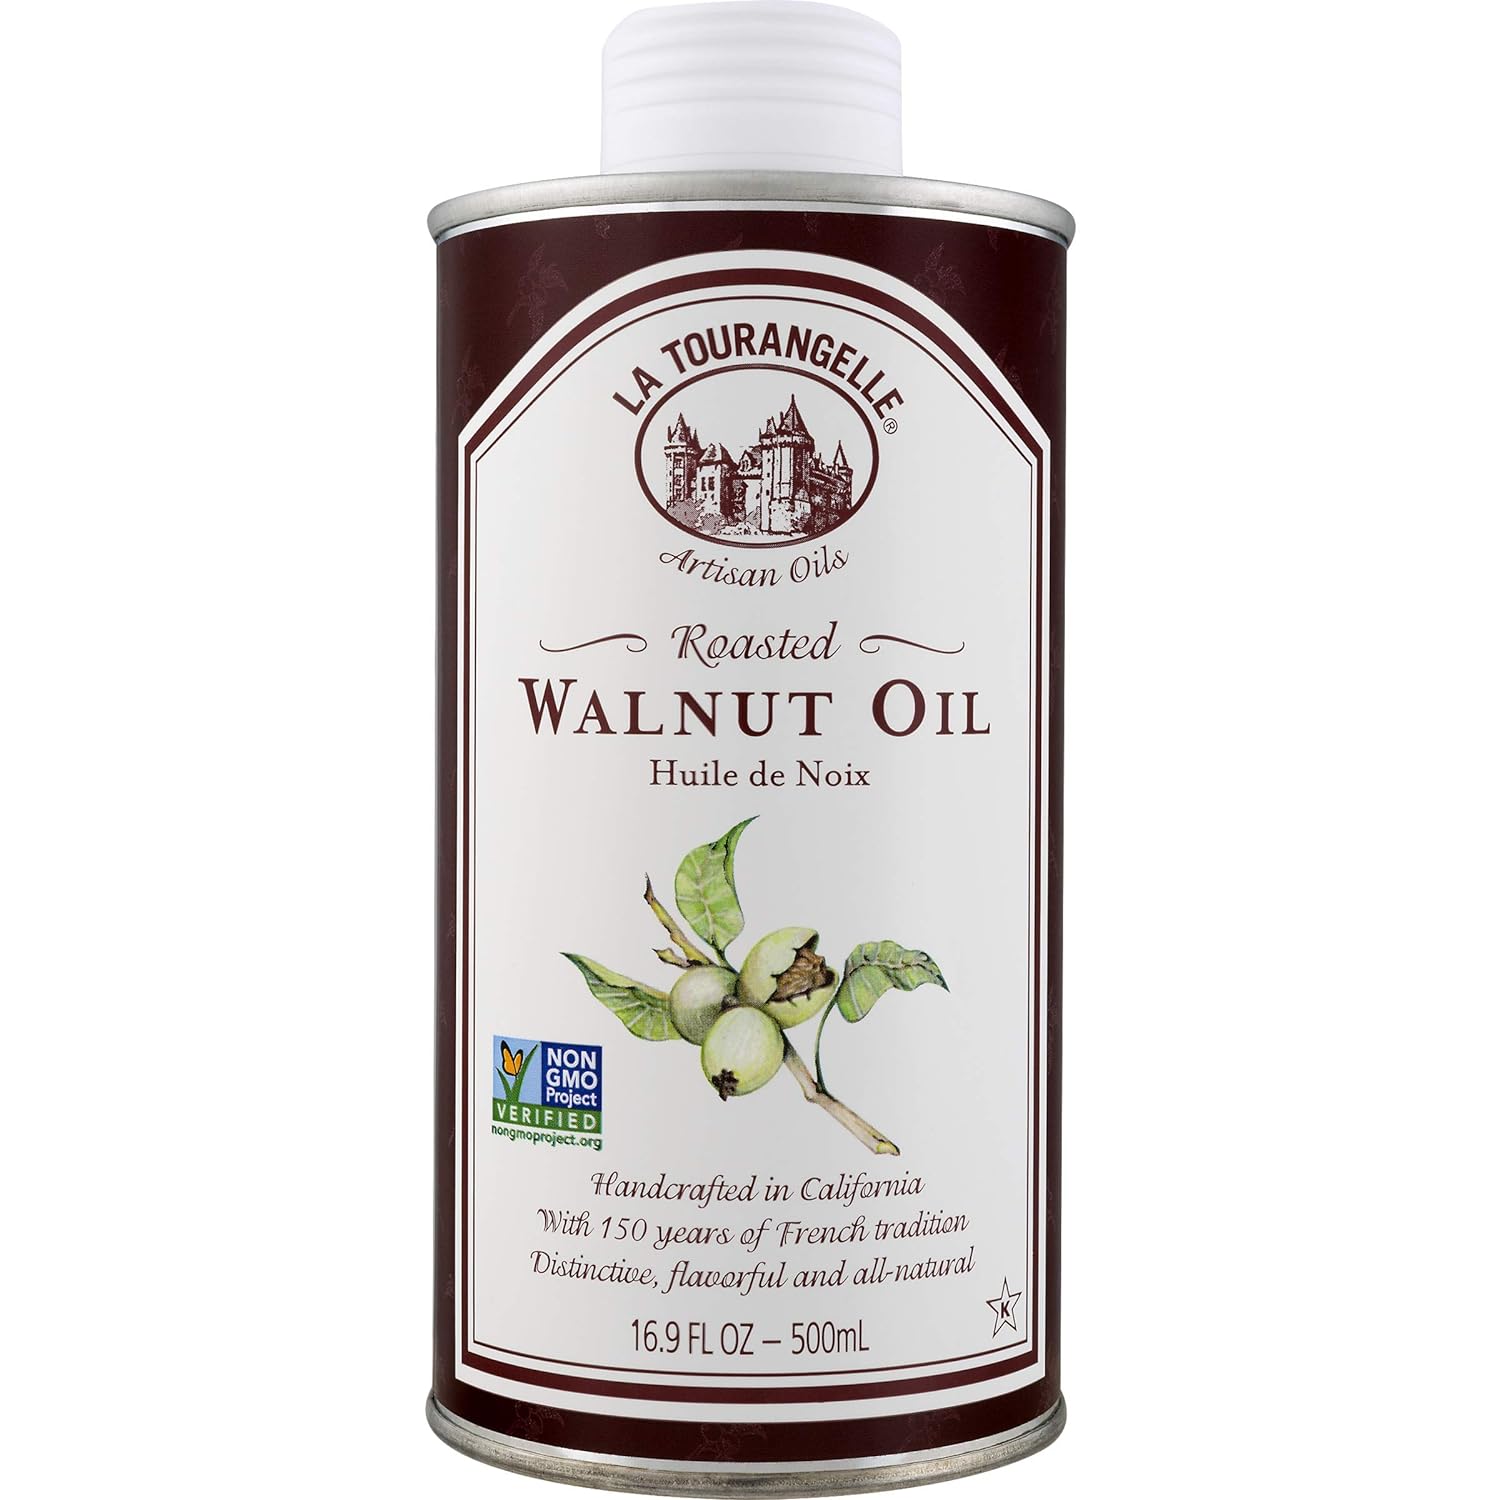 LA TOURANGELLE®
Artisan Oils
Roasted
WALNUT OIL
Huile de Noix
NON
GMO
Project
VERIFIED
nongmoproject.org
Handcrafted in California
With 150 years of French tradition
Distinctive, flavorful and all-natural
K
16.9 FL OZ – 500mL